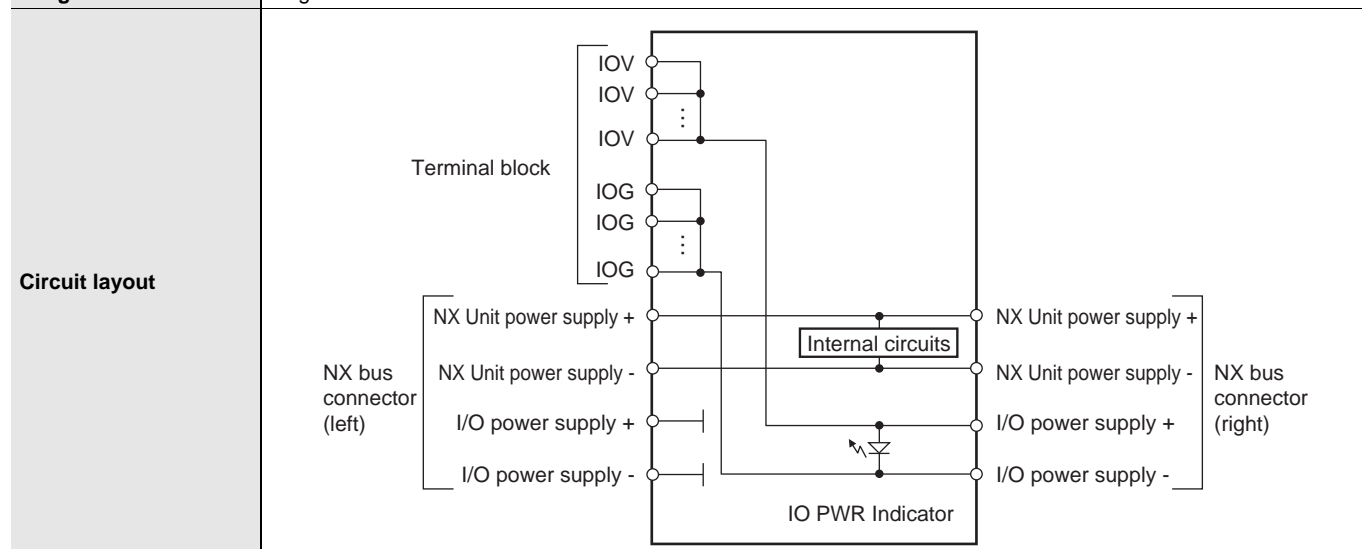 Circuit layout
Terminal block
IOV
IOV
⋮
IOV
IOG
IOG
⋮
IOG
NX bus
connector
(left)
NX Unit power supply +
NX Unit power supply -
I/O power supply +
I/O power supply -
Internal circuits
IO PWR Indicator
NX Unit power supply +
NX Unit power supply -
I/O power supply +
I/O power supply -
NX bus
connector
(right)